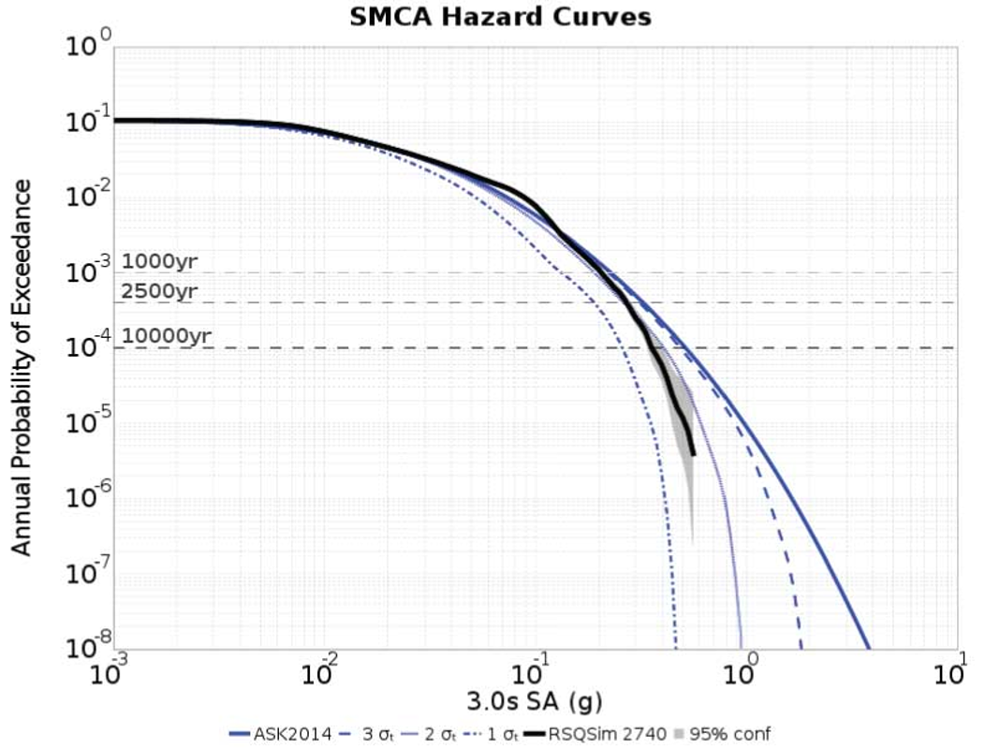 SMCA Hazard Curves
10^0
10^-1
10^-2
10^-3
10^-4
10^-5
10^-6
10^-7
10^-8
Annual Probability of Exceedance
1000yr
2500yr
10000yr
10^-3 10^-2 10^-1 10^0 10^1
3.0s SA (g)
ASK2014 3 σₜ 2 σₜ 1 σₜ RSQSim 2740 95% conf